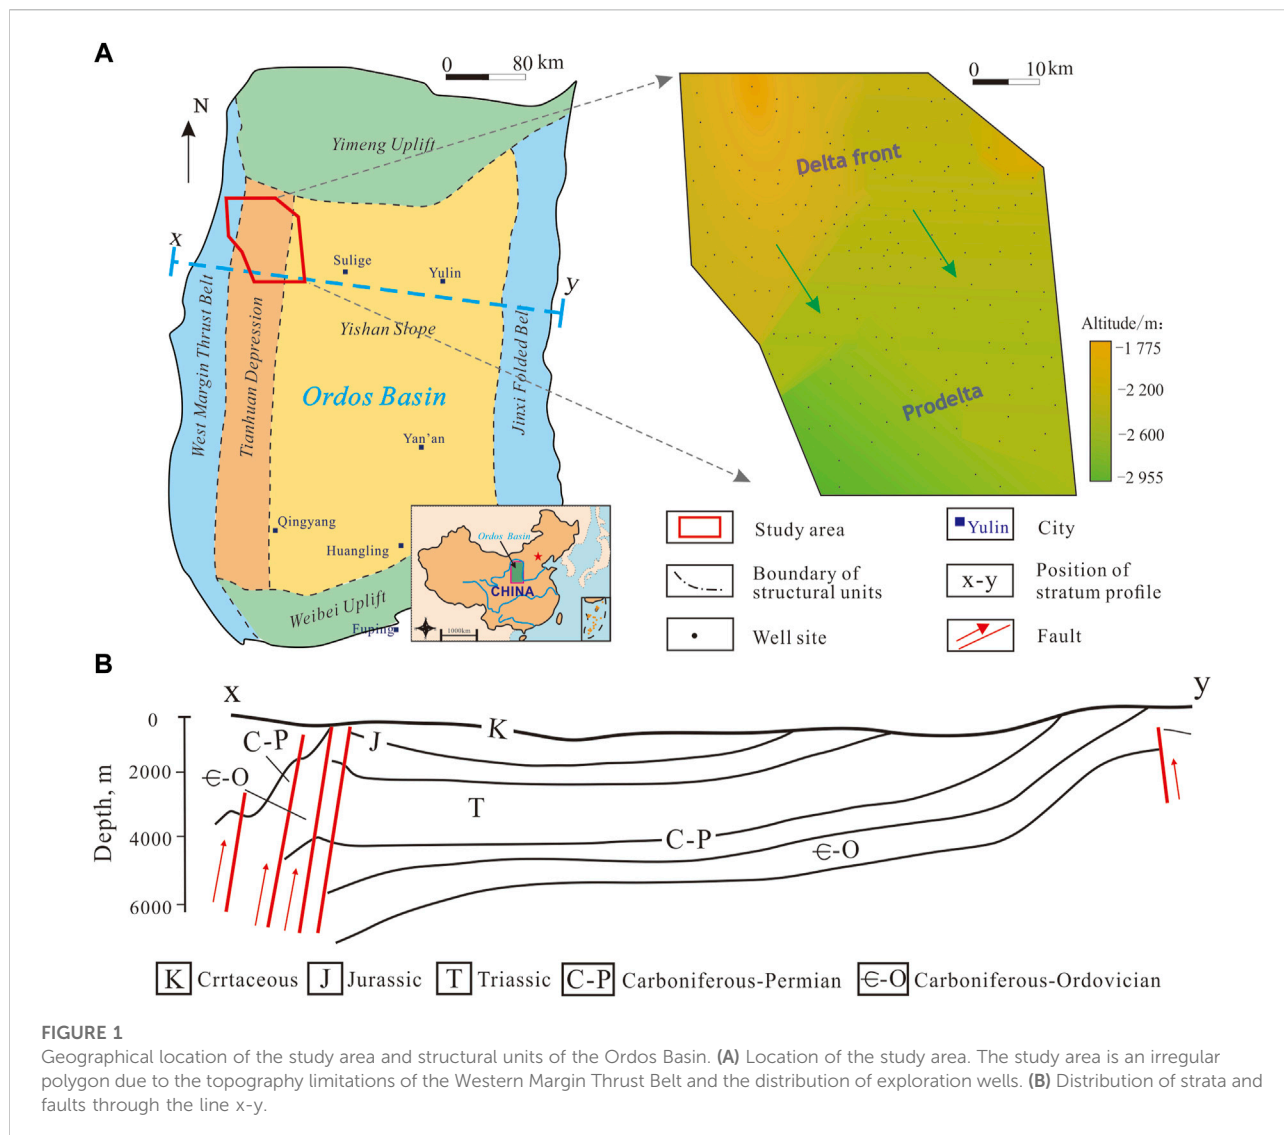 A
0 80 km
N
Yimeng Uplift
x
Sulige
Yulin
y
West Margin Thrust Belt
Tianhuan Depression
Yishan Slope
Jinxi Folded Belt
Ordos Basin
Yan'an
Qingyang
Huangling
Weibei Uplift
Fuping
Ordos Basin
CHINA
1000km
0 10 km
Delta front
Prodelta
Altitude/m:
-1 775
-2 200
-2 600
-2 955
Study area
Yulin
City
Boundary of
structural units
x-y
Position of
stratum profile
Well site
Fault
B
x
y
0
2000
4000
6000
Depth, m
C-P
Є-O
J
K
T
C-P
Є-O
K Crrtaceous J Jurassic T Triassic C-P Carboniferous-Permian Є-O Carboniferous-Ordovician
FIGURE 1
Geographical location of the study area and structural units of the Ordos Basin. (A) Location of the study area. The study area is an irregular
polygon due to the topography limitations of the Western Margin Thrust Belt and the distribution of exploration wells. (B) Distribution of strata and
faults through the line x-y.